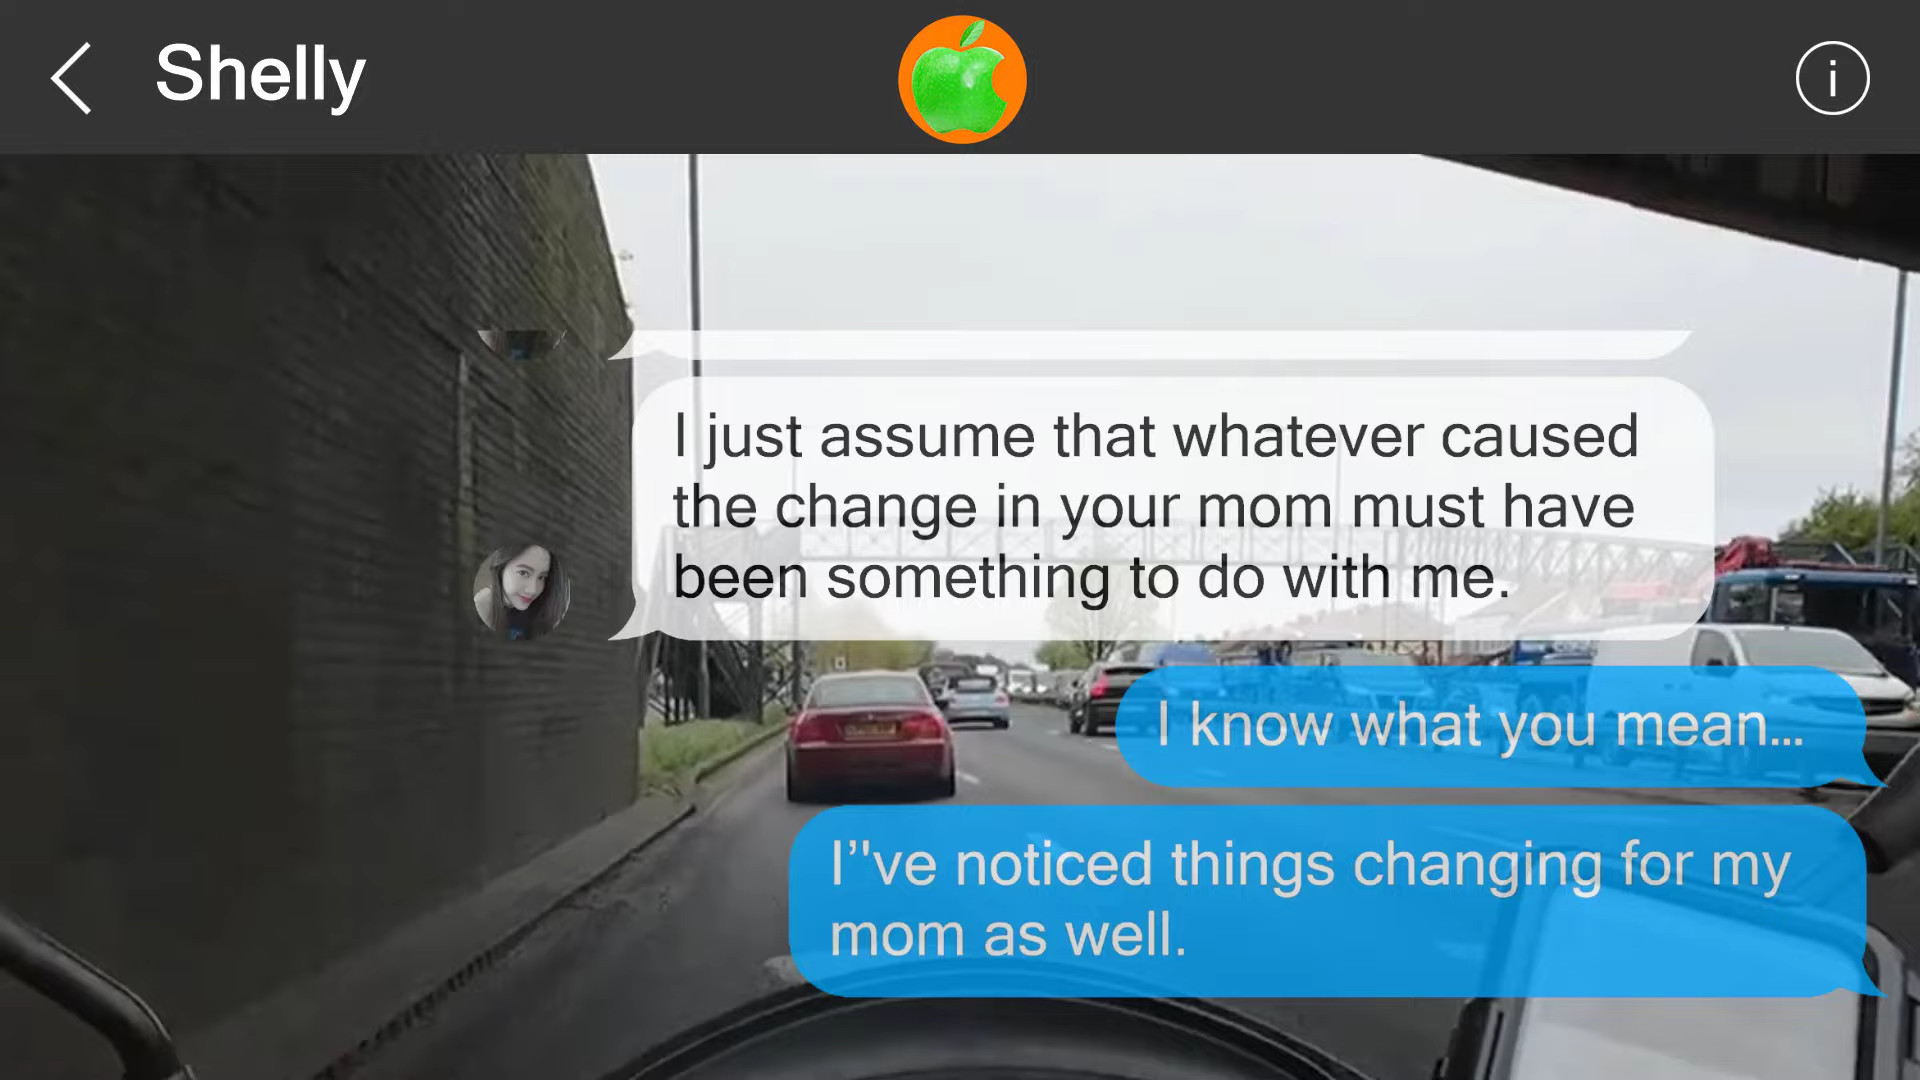 Shelly
i
I just assume that whatever caused
the change in your mom must have
been something to do with me.
I know what you mean...
I"ve noticed things changing for my
mom as well.